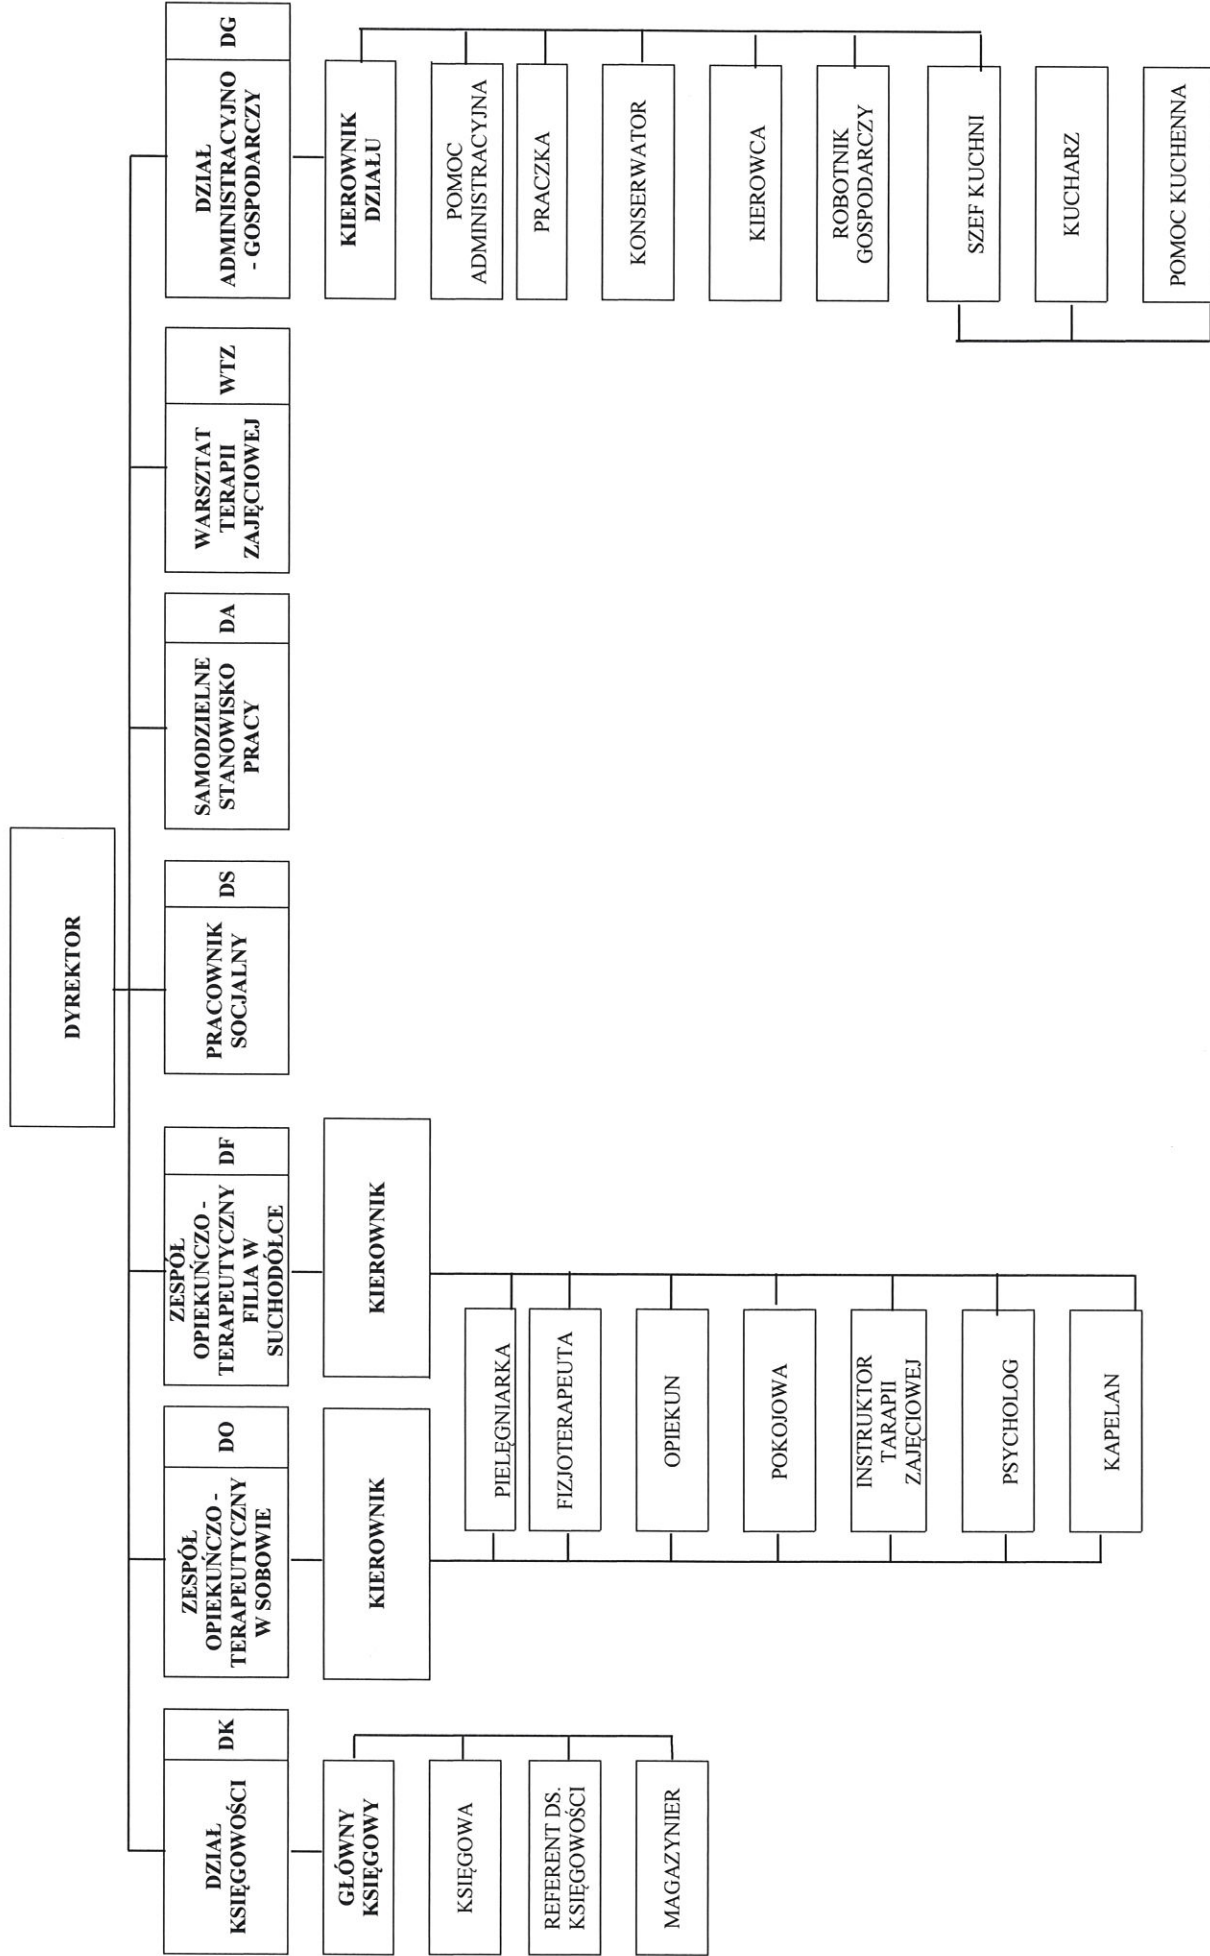 DYREKTOR
DZIAŁ
KSIĘGOWOŚCI
DK
ZESPÓŁ
OPIEKUŃCZO -
TERAPEUTYCZNY
W SOBOWIE
DO
ZESPÓŁ
OPIEKUŃCZO -
TERAPEUTYCZNY
FILIA W
SUCHODÓŁCE
DF
PRACOWNIK
SOCJALNY
DS
SAMODZIELNE
STANOWISKO
PRACY
DA
WARSZTAT
TERAPII
ZAJĘCIOWEJ
WTZ
DZIAŁ
ADMINISTRACYJNO
- GOSPODARCZY
DG
GŁÓWNY
KSIĘGOWY
KSIĘGOWA
REFERENT DS.
KSIĘGOWOŚCI
MAGAZYNIER
KIEROWNIK
KIEROWNIK
PIELĘGNIARKA
FIZJOTERAPEUTA
OPIEKUN
POKOJOWA
INSTRUKTOR
TARAPII
ZAJĘCIOWEJ
PSYCHOLOG
KAPELAN
KIEROWNIK
DZIAŁU
POMOC
ADMINISTRACYJNA
PRACZKA
KONSERWATOR
KIEROWCA
ROBOTNIK
GOSPODARCZY
SZEF KUCHNI
KUCHARZ
POMOC KUCHENNA